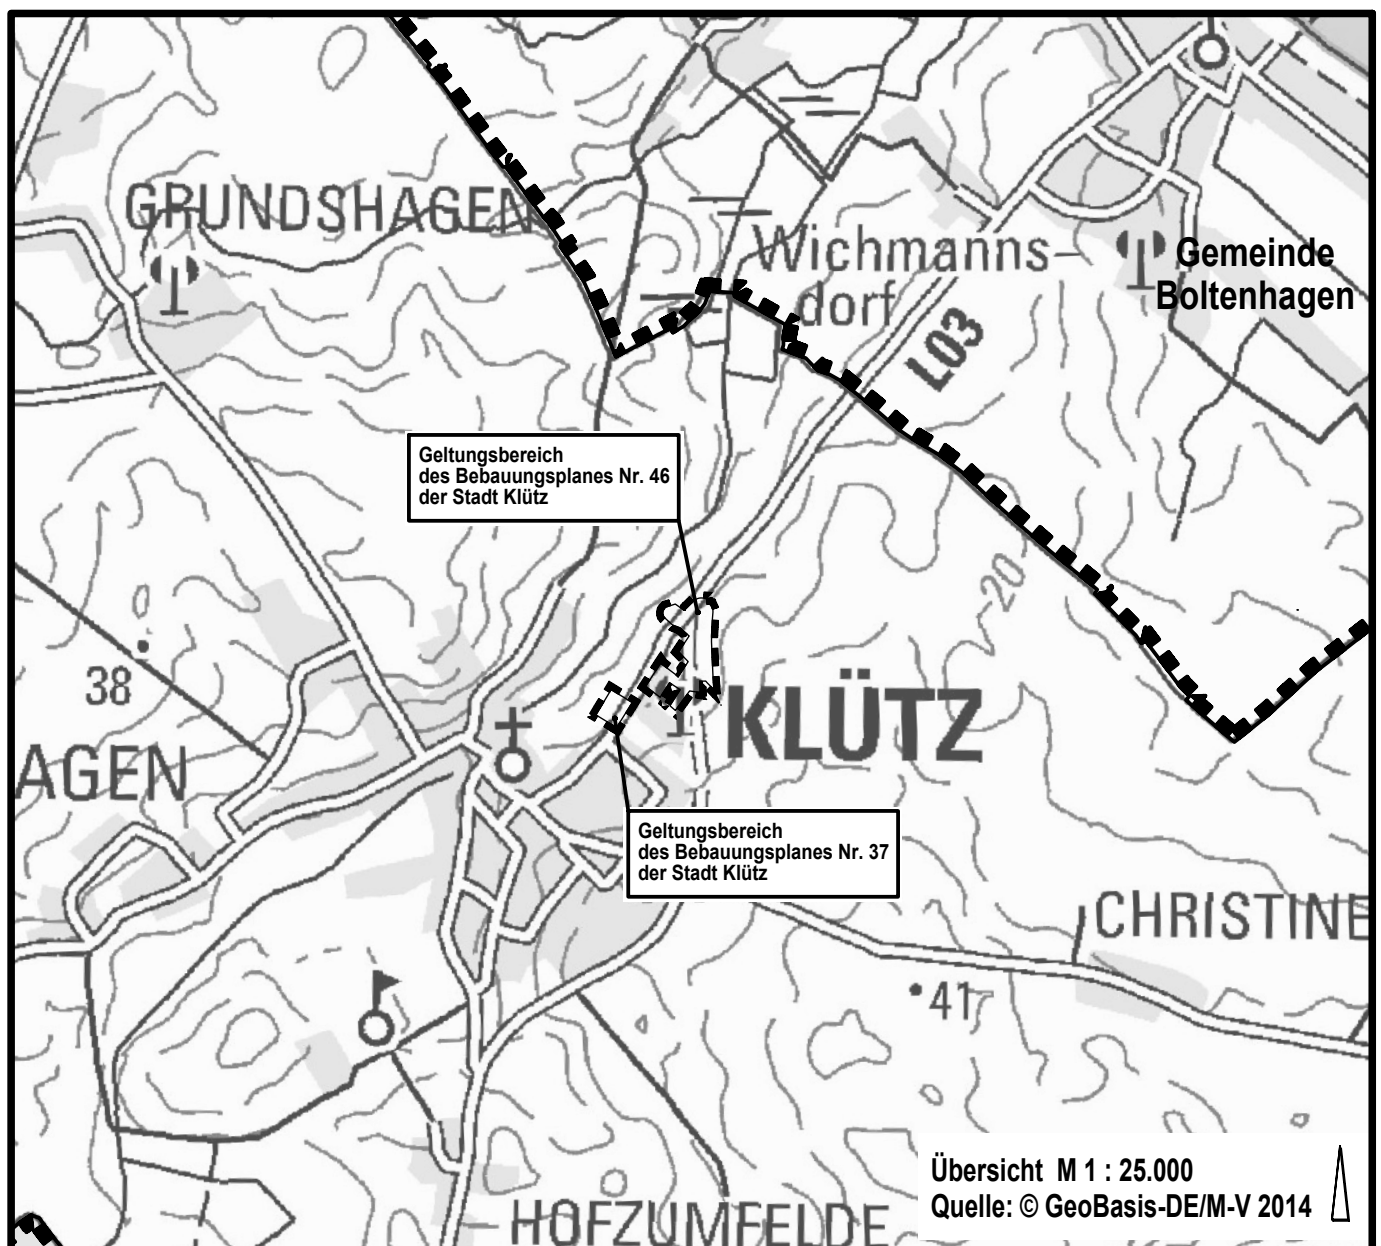 GRUNDSHAGEN
Wichmanns-
dorf
Gemeinde
Boltenhagen
L03
Geltungsbereich
des Bebauungsplanes Nr. 46
der Stadt Klütz
20
38
KLÜTZ
AGEN
Geltungsbereich
des Bebauungsplanes Nr. 37
der Stadt Klütz
CHRISTINE
41
HOFZUMFELDE
Übersicht M 1 : 25.000
Quelle: © GeoBasis-DE/M-V 2014